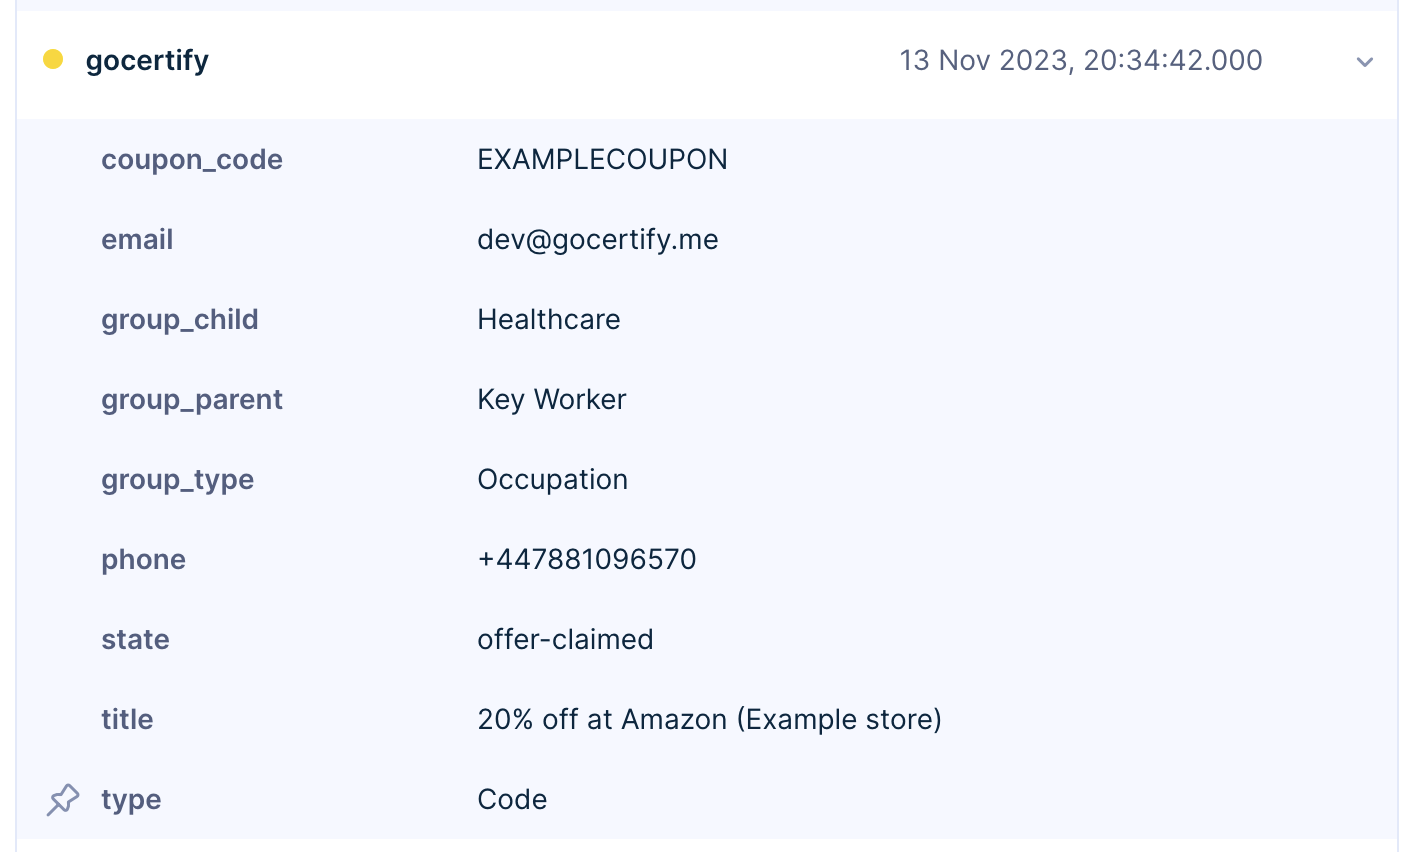 gocertify 13 Nov 2023, 20:34:42.000
coupon_code EXAMPLECOUPON
email dev@gocertify.me
group_child Healthcare
group_parent Key Worker
group_type Occupation
phone +447881096570
state offer-claimed
title 20% off at Amazon (Example store)
type Code